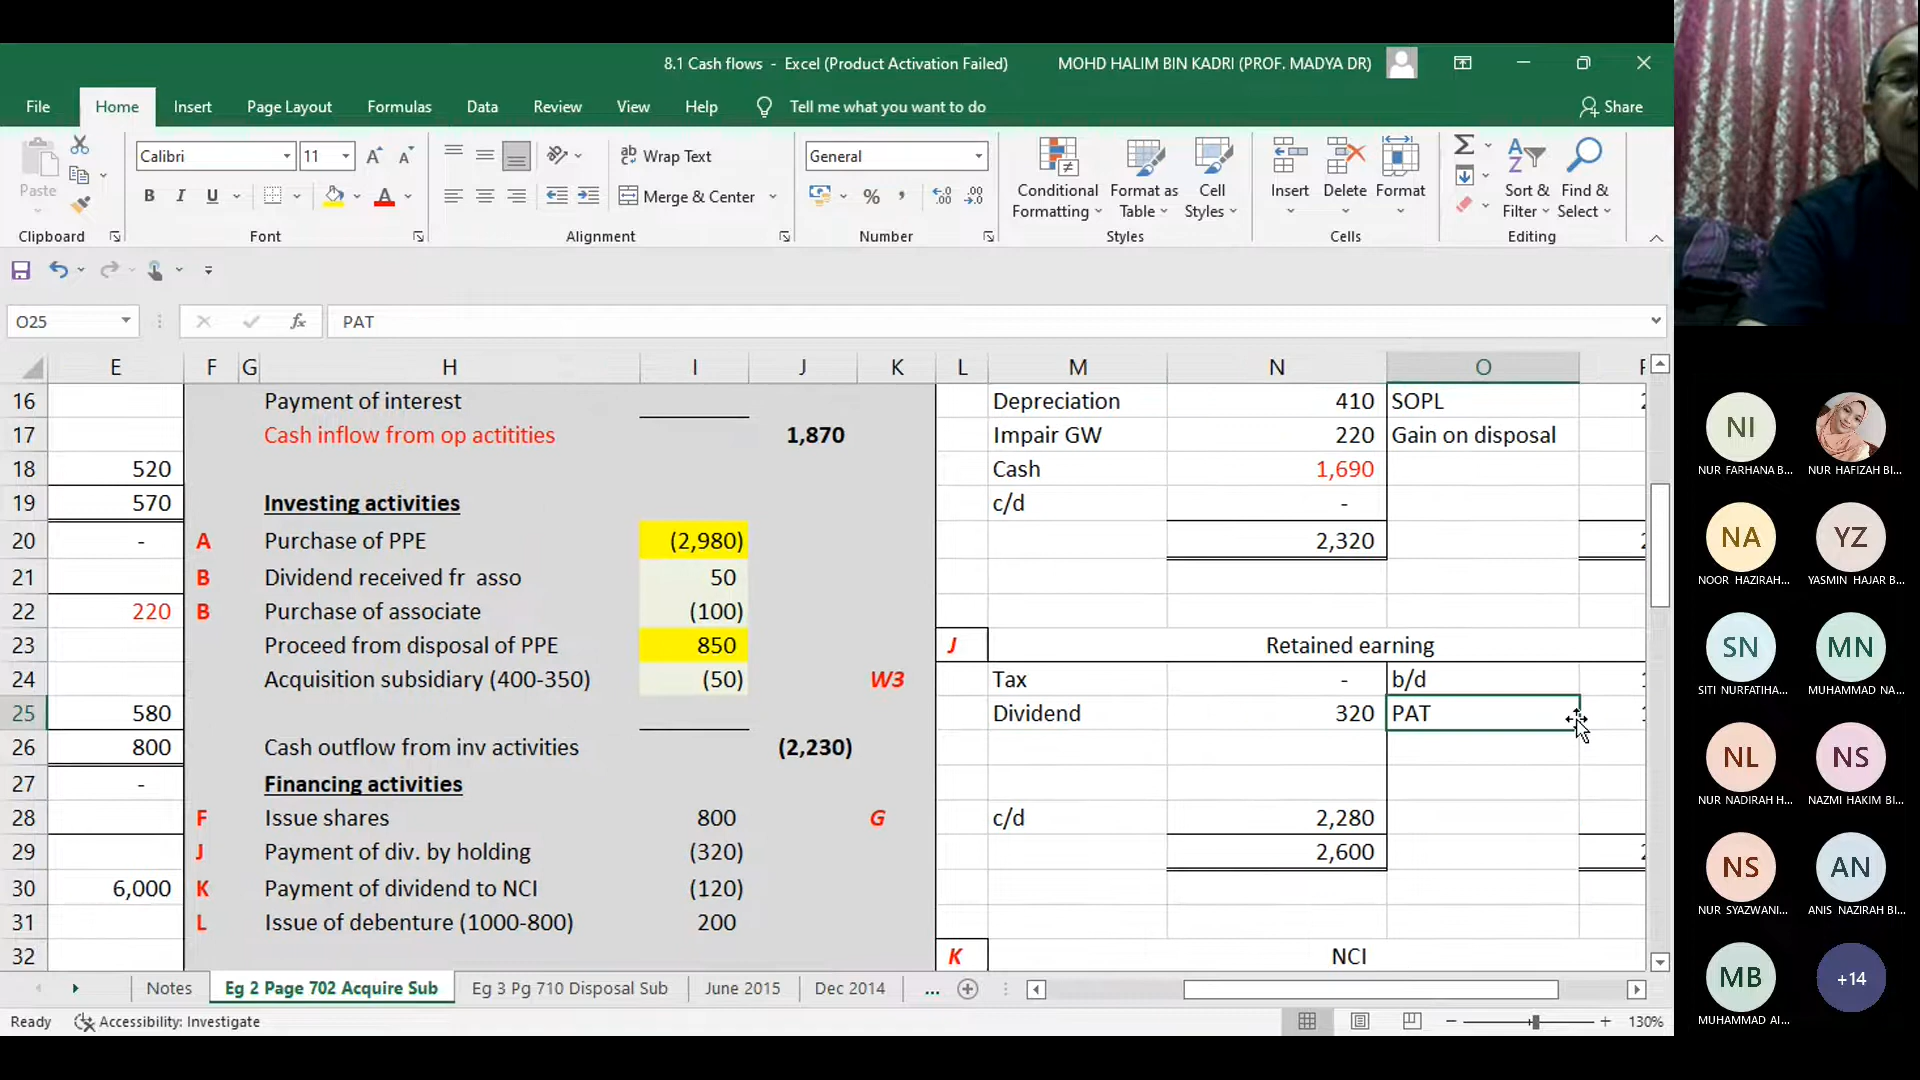 8.1 Cash flows - Excel (Product Activation Failed)
MOHD HALIM BIN KADRI (PROF. MADYA DR)
File Home Insert Page Layout Formulas Data Review View Help Tell me what you want to do Share
Paste
Clipboard
Calibri 11
B I U
Font
Wrap Text
Merge & Center
Alignment
General
Number
Conditional Formatting
Format as Table
Cell Styles
Styles
Insert
Delete
Format
Cells
Sort & Filter
Find & Select
Editing
O25 fx PAT
E F G H I J K L M N O
16 Payment of interest Depreciation 410 SOPL
17 Cash inflow from op actitities 1,870 Impair GW 220 Gain on disposal
18 520 Cash 1,690
19 570 Investing activities c/d -
20 - A Purchase of PPE (2,980) 2,320
21 B Dividend received fr asso 50
22 220 B Purchase of associate (100)
23 Proceed from disposal of PPE 850 J Retained earning
24 Acquisition subsidiary (400-350) (50) W3 Tax - b/d
25 580 Dividend 320 PAT
26 800 Cash outflow from inv activities (2,230)
27 - Financing activities
28 F Issue shares 800 G c/d 2,280
29 J Payment of div. by holding (320) 2,600
30 6,000 K Payment of dividend to NCI (120)
31 L Issue of debenture (1000-800) 200
32 K NCI
Notes Eg 2 Page 702 Acquire Sub Eg 3 Pg 710 Disposal Sub June 2015 Dec 2014 ...
Ready Accessibility: Investigate 130%
NI
NUR FARHANA B...
NUR HAFIZAH BI...
NA
NOOR HAZIRAH...
YZ
YASMIN HAJAR B...
SN
SITI NURFATIHA...
MN
MUHAMMAD NA...
NL
NUR NADIRAH H...
NS
NAZMI HAKIM BI...
NS
NUR SYAZWANI...
AN
ANIS NAZIRAH BI...
MB
MUHAMMAD AI...
+14